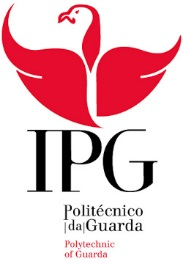 IPG
Politécnico
|da|Guarda
Polytechnic
of Guarda